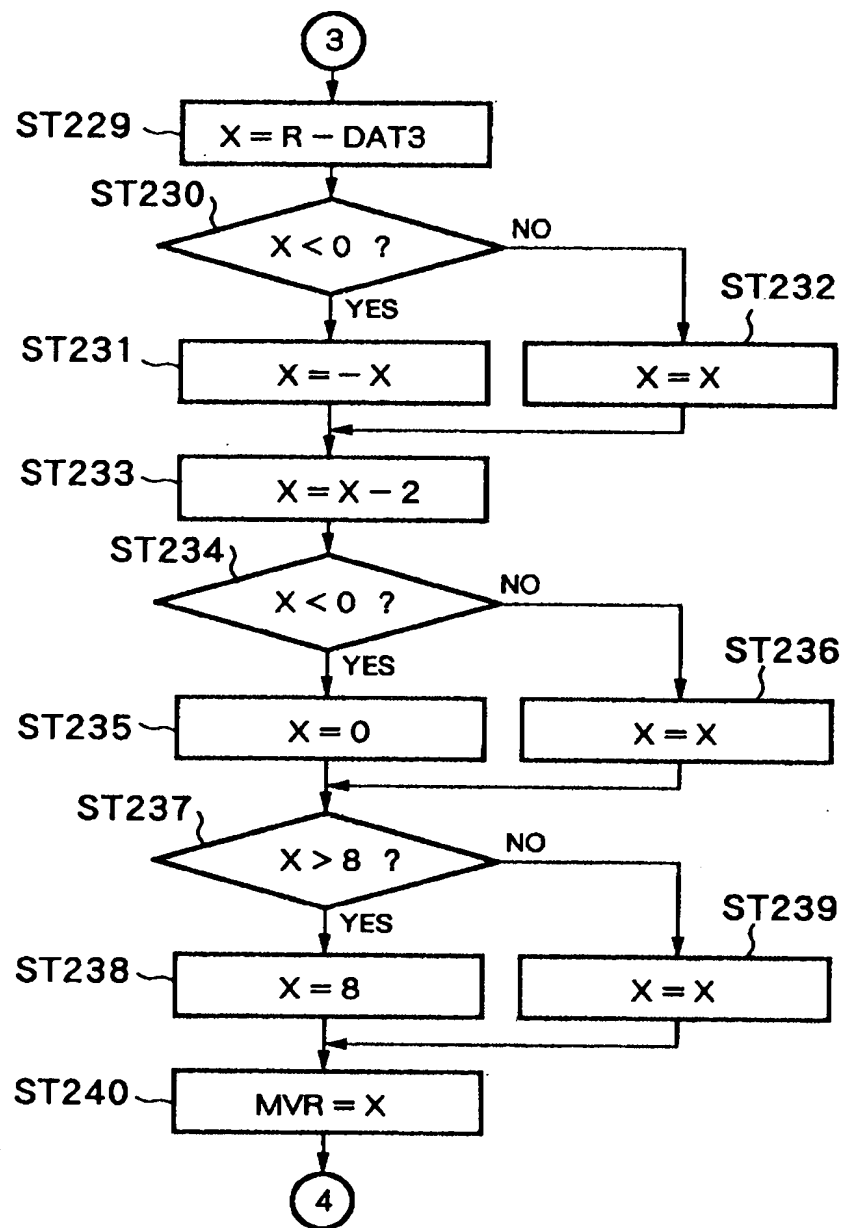 3
ST229
X = R − DAT3
ST230
X < 0 ?
NO
YES
ST232
ST231
X = − X
X = X
ST233
X = X − 2
ST234
X < 0 ?
NO
YES
ST236
ST235
X = 0
X = X
ST237
X > 8 ?
NO
YES
ST239
ST238
X = 8
X = X
ST240
MVR = X
4